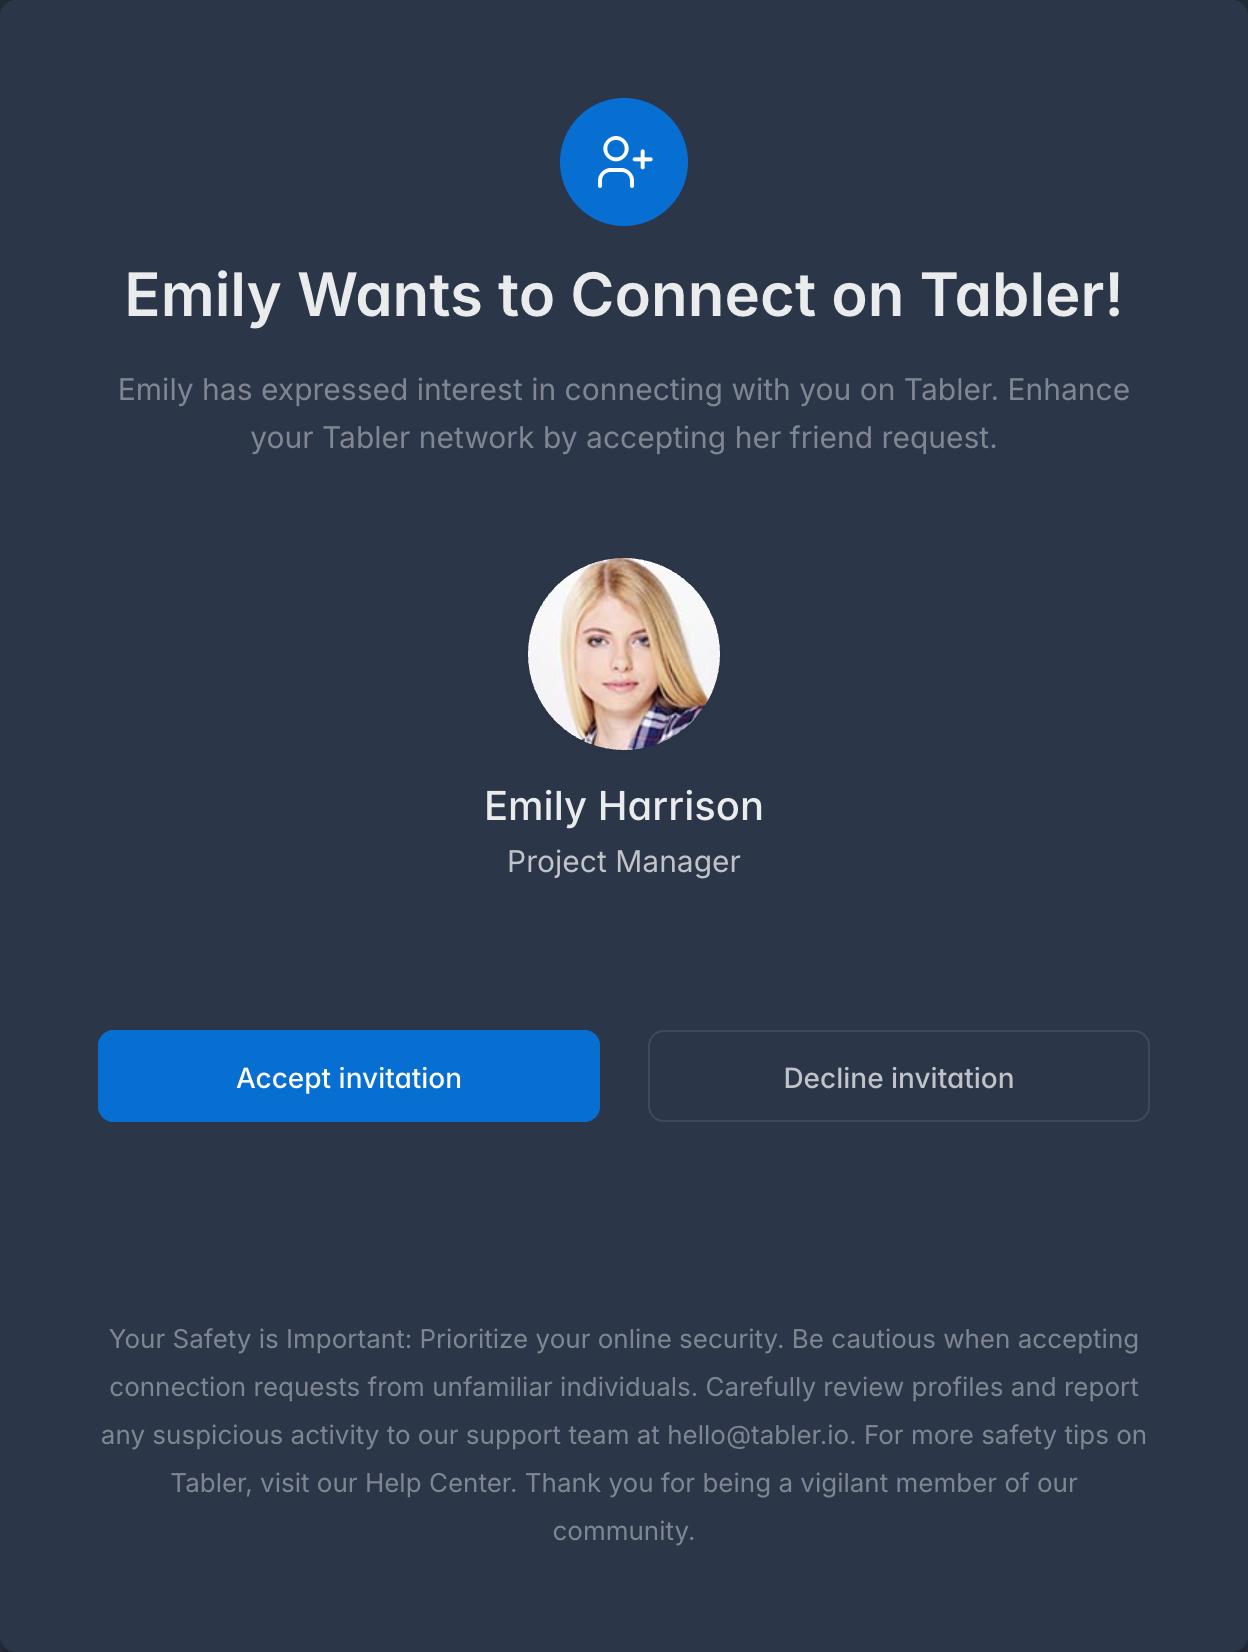 Emily Wants to Connect on Tabler!
Emily has expressed interest in connecting with you on Tabler. Enhance
your Tabler network by accepting her friend request.
Emily Harrison
Project Manager
Accept invitation
Decline invitation
Your Safety is Important: Prioritize your online security. Be cautious when accepting
connection requests from unfamiliar individuals. Carefully review profiles and report
any suspicious activity to our support team at hello@tabler.io. For more safety tips on
Tabler, visit our Help Center. Thank you for being a vigilant member of our
community.